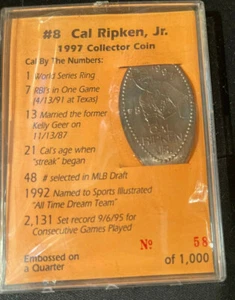 #8 Cal Ripken, Jr.
1997 Collector Coin
Cal By The Numbers:
1 World Series Ring
7 RBI's in One Game
(4/13/91 at Texas)
13 Married the former
Kelly Geer on
11/13/87
21 Cal's age when
"streak" began
48 # selected in MLB Draft
1992 Named to Sports Illustrated
"All Time Dream Team"
2,131 Set record 9/6/95 for
Consecutive Games Played
Nº 58
Embossed on
a Quarter
of 1,000